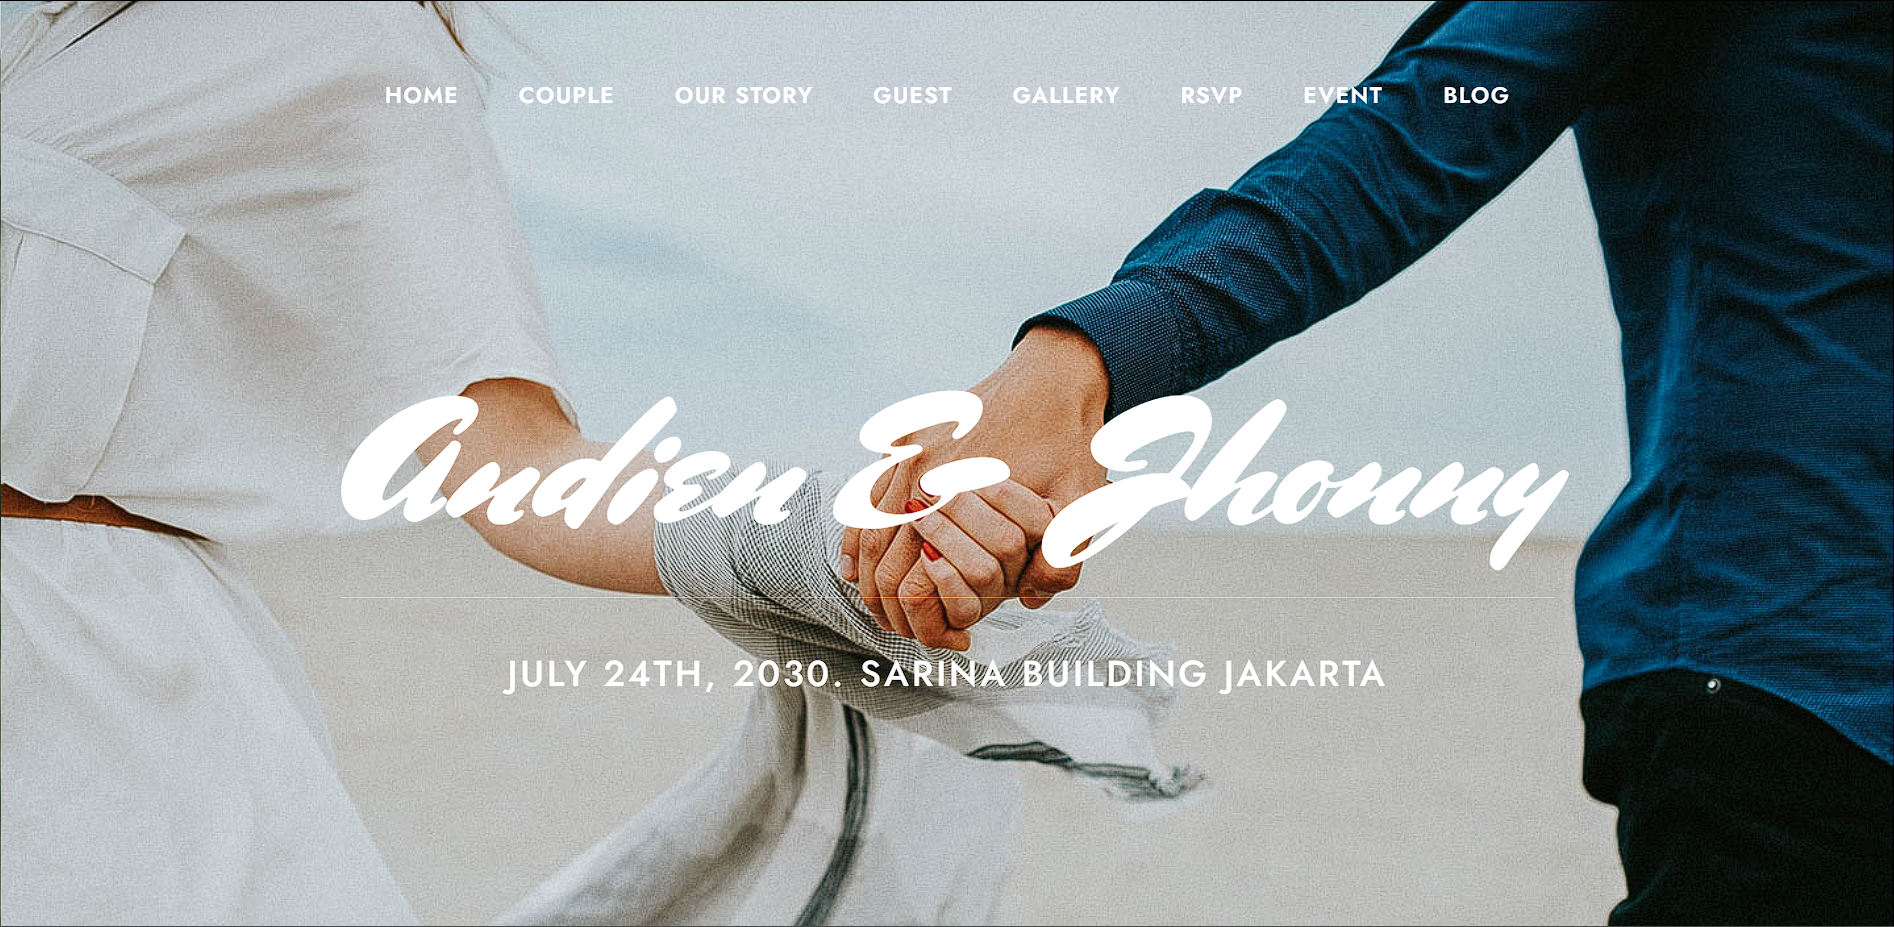 HOME COUPLE OUR STORY GUEST GALLERY RSVP EVENT BLOG
Andien & Jhonny
JULY 24TH, 2030. SARINA BUILDING JAKARTA